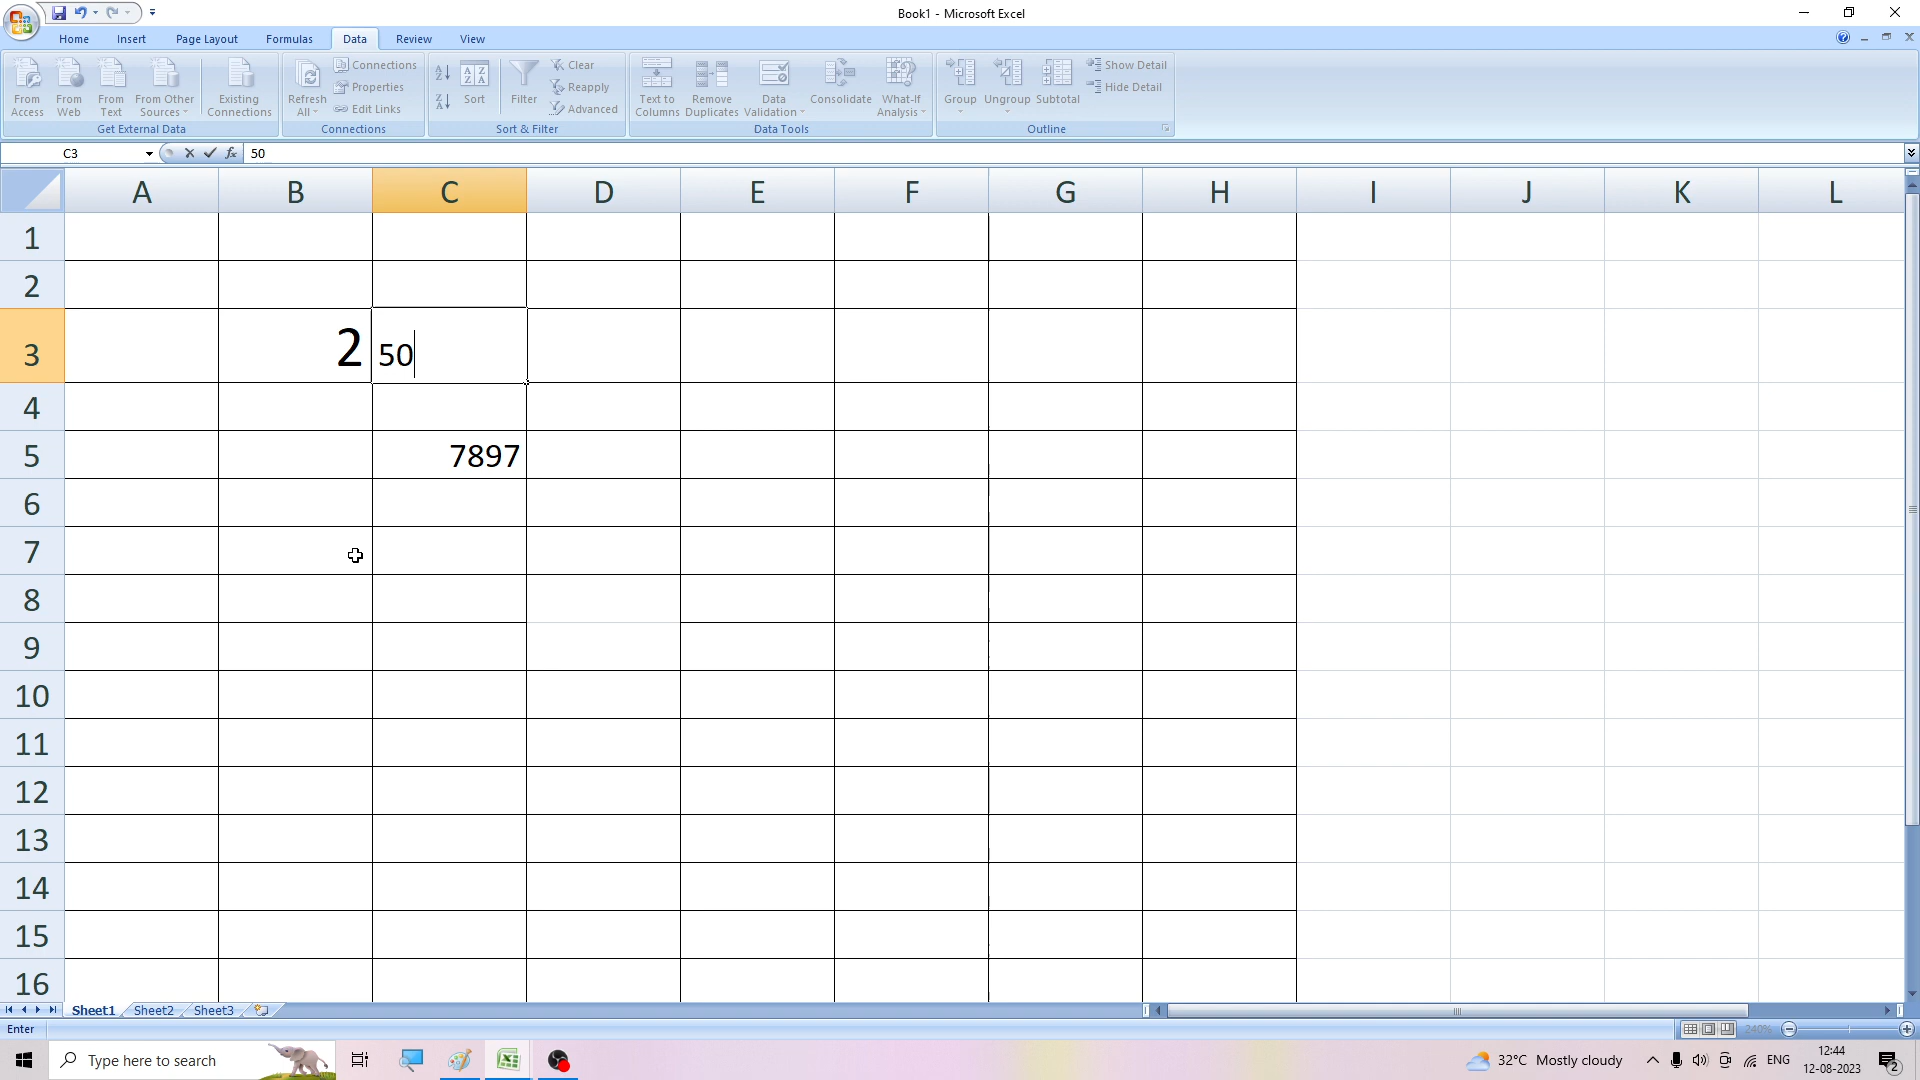 Book1 - Microsoft Excel
Home Insert Page Layout Formulas Data Review View
From Access
From Web
From Text
From Other Sources
Existing Connections
Get External Data
Refresh All
Connections
Properties
Edit Links
Connections
Sort
Filter
Clear
Reapply
Advanced
Sort & Filter
Text to Columns
Remove Duplicates
Data Validation
Consolidate
What-If Analysis
Data Tools
Group
Ungroup
Subtotal
Show Detail
Hide Detail
Outline
C3 fx 50
A B C D E F G H I J K L
1
2
3 2 50
4
5 7897
6
7
8
9
10
11
12
13
14
15
16
Sheet1 Sheet2 Sheet3
Enter 240%
Type here to search 32°C Mostly cloudy ENG 12:44
12-08-2023 2